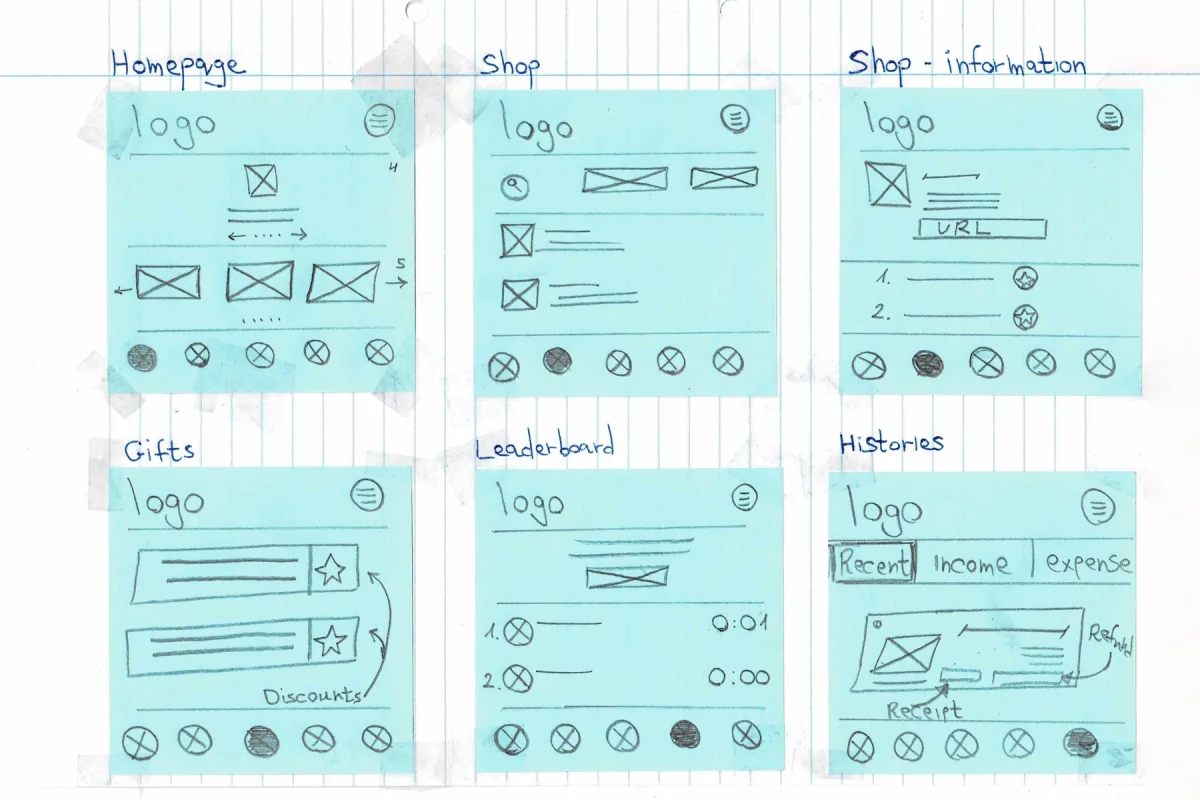 Homepage
logo
4
5
Shop
logo
Shop - information
logo
URL
1.
2.
Gifts
logo
Discounts
Leaderboard
logo
1. 0:01
2. 0:00
Histories
logo
Recent Income expense
Refund
Receipt